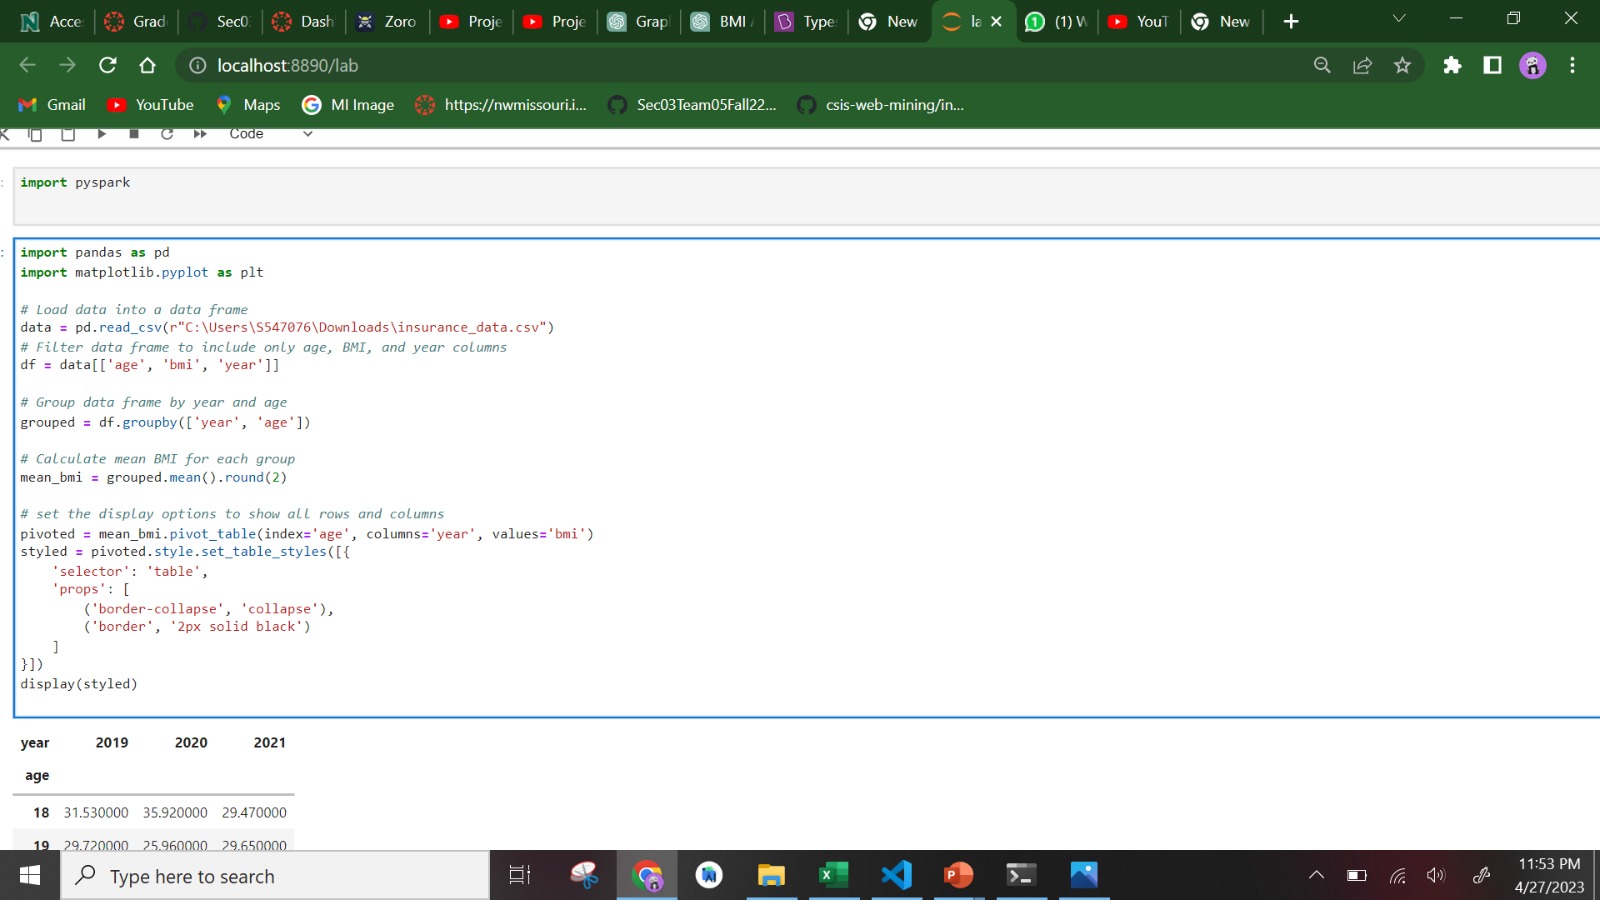 Acce Grad Sec0 Dash Zoro Proje Proje Grap BMI / Type New la (1) W YouT New
localhost:8890/lab
Gmail YouTube Maps MI Image https://nwmissouri.i... Sec03Team05Fall22... csis-web-mining/in...
Code
import pyspark
import pandas as pd
import matplotlib.pyplot as plt
# Load data into a data frame
data = pd.read_csv(r"C:\Users\S547076\Downloads\insurance_data.csv")
# Filter data frame to include only age, BMI, and year columns
df = data[['age', 'bmi', 'year']]
# Group data frame by year and age
grouped = df.groupby(['year', 'age'])
# Calculate mean BMI for each group
mean_bmi = grouped.mean().round(2)
# set the display options to show all rows and columns
pivoted = mean_bmi.pivot_table(index='age', columns='year', values='bmi')
styled = pivoted.style.set_table_styles([{
'selector': 'table',
'props': [
('border-collapse', 'collapse'),
('border', '2px solid black')
]
}])
display(styled)
year 2019 2020 2021
age
18 31.530000 35.920000 29.470000
19 29.720000 25.960000 29.650000
Type here to search
11:53 PM
4/27/2023